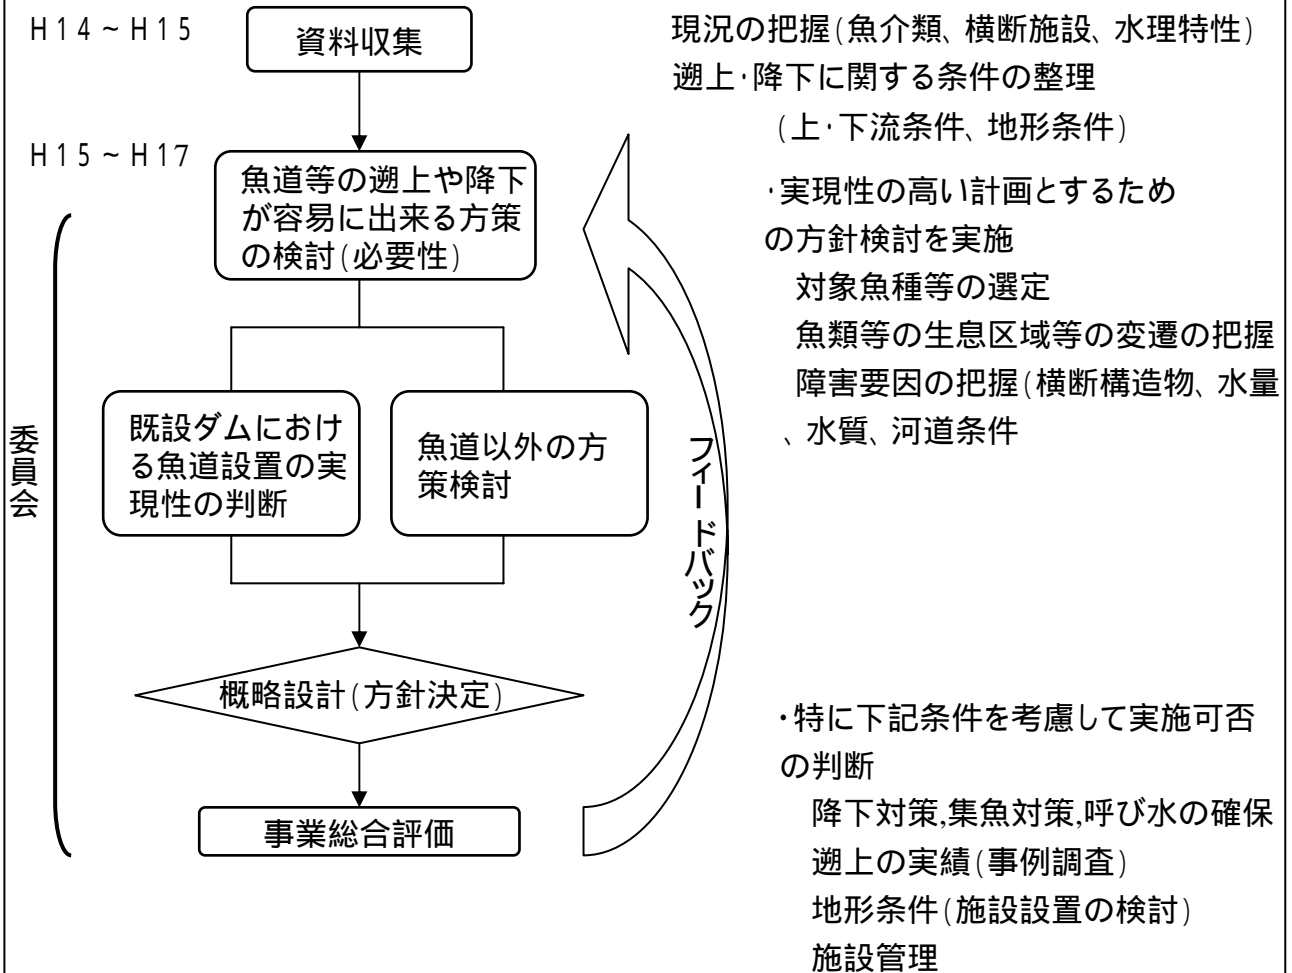 H14～H15
資料収集
現況の把握(魚介類、横断施設、水理特性)
遡上・降下に関する条件の整理
(上・下流条件、地形条件)
H15～H17
魚道等の遡上や降下
が容易に出来る方策
の検討(必要性)
・実現性の高い計画とするため
の方針検討を実施
対象魚種等の選定
魚類等の生息区域等の変遷の把握
障害要因の把握(横断構造物、水量
、水質、河道条件
委員会
既設ダムにおけ
る魚道設置の実
現性の判断
魚道以外の方
策検討
フィードバック
概略設計(方針決定)
事業総合評価
・特に下記条件を考慮して実施可否
の判断
降下対策,集魚対策,呼び水の確保
遡上の実績(事例調査)
地形条件(施設設置の検討)
施設管理